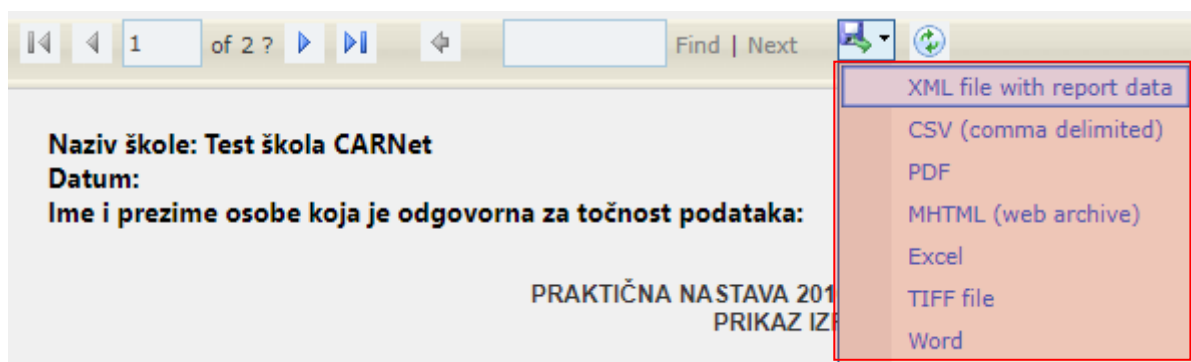 1 of 2 ? Find | Next
XML file with report data
CSV (comma delimited)
PDF
MHTML (web archive)
Excel
TIFF file
Word
Naziv škole: Test škola CARNet
Datum:
Ime i prezime osobe koja je odgovorna za točnost podataka:
PRAKTIČNA NASTAVA 201
PRIKAZ